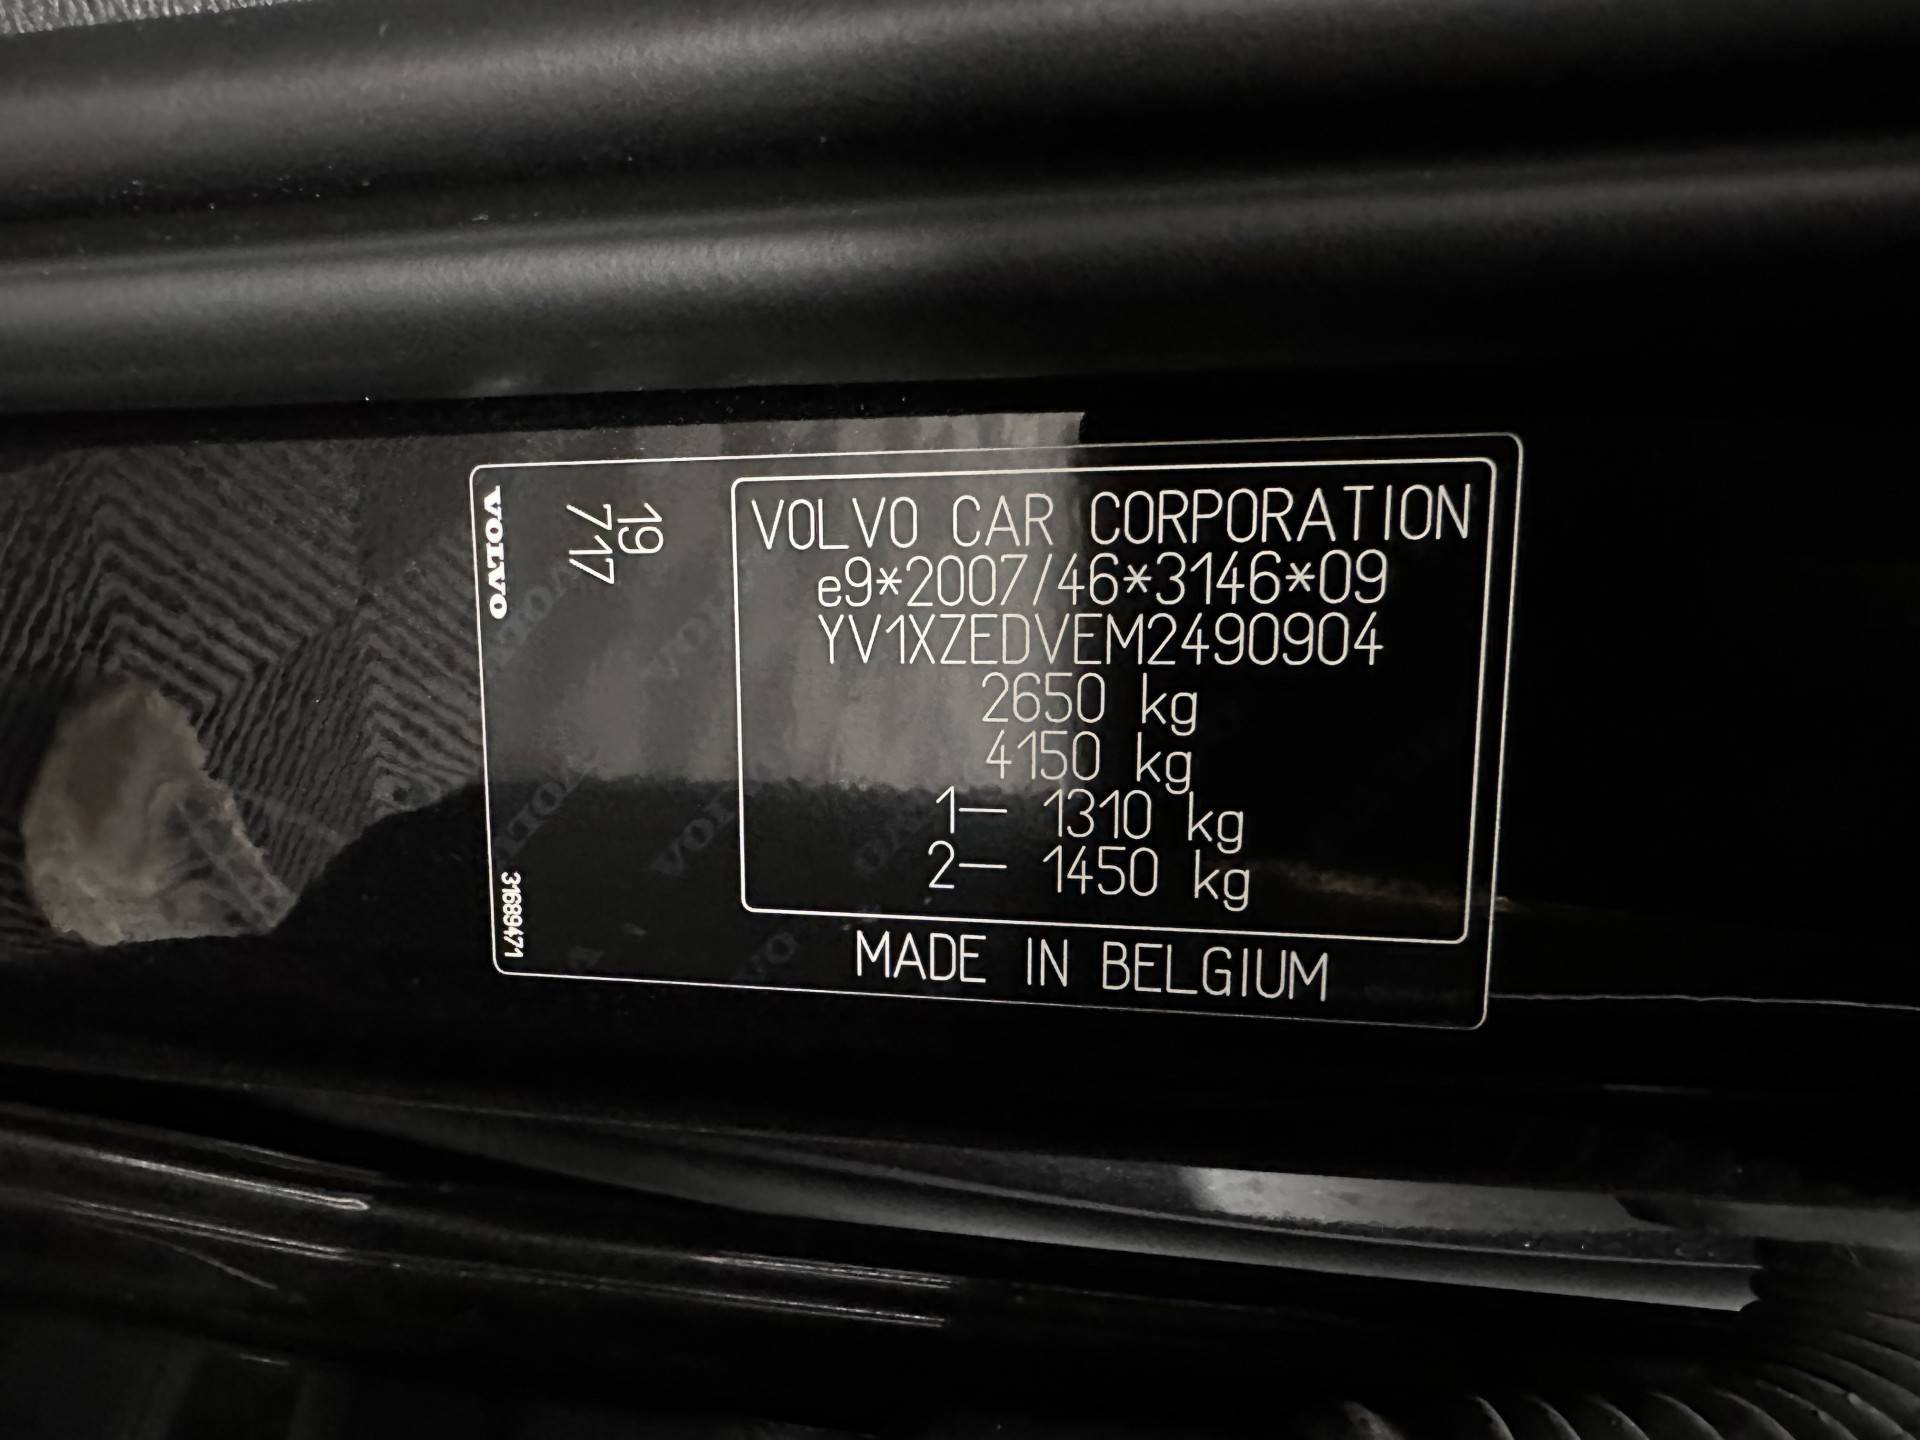 VOLVO
19
717
31689471
VOLVO CAR CORPORATION
e9*2007/46*3146*09
YV1XZEDVEM2490904
2650 kg
4150 kg
1— 1310 kg
2— 1450 kg
MADE IN BELGIUM